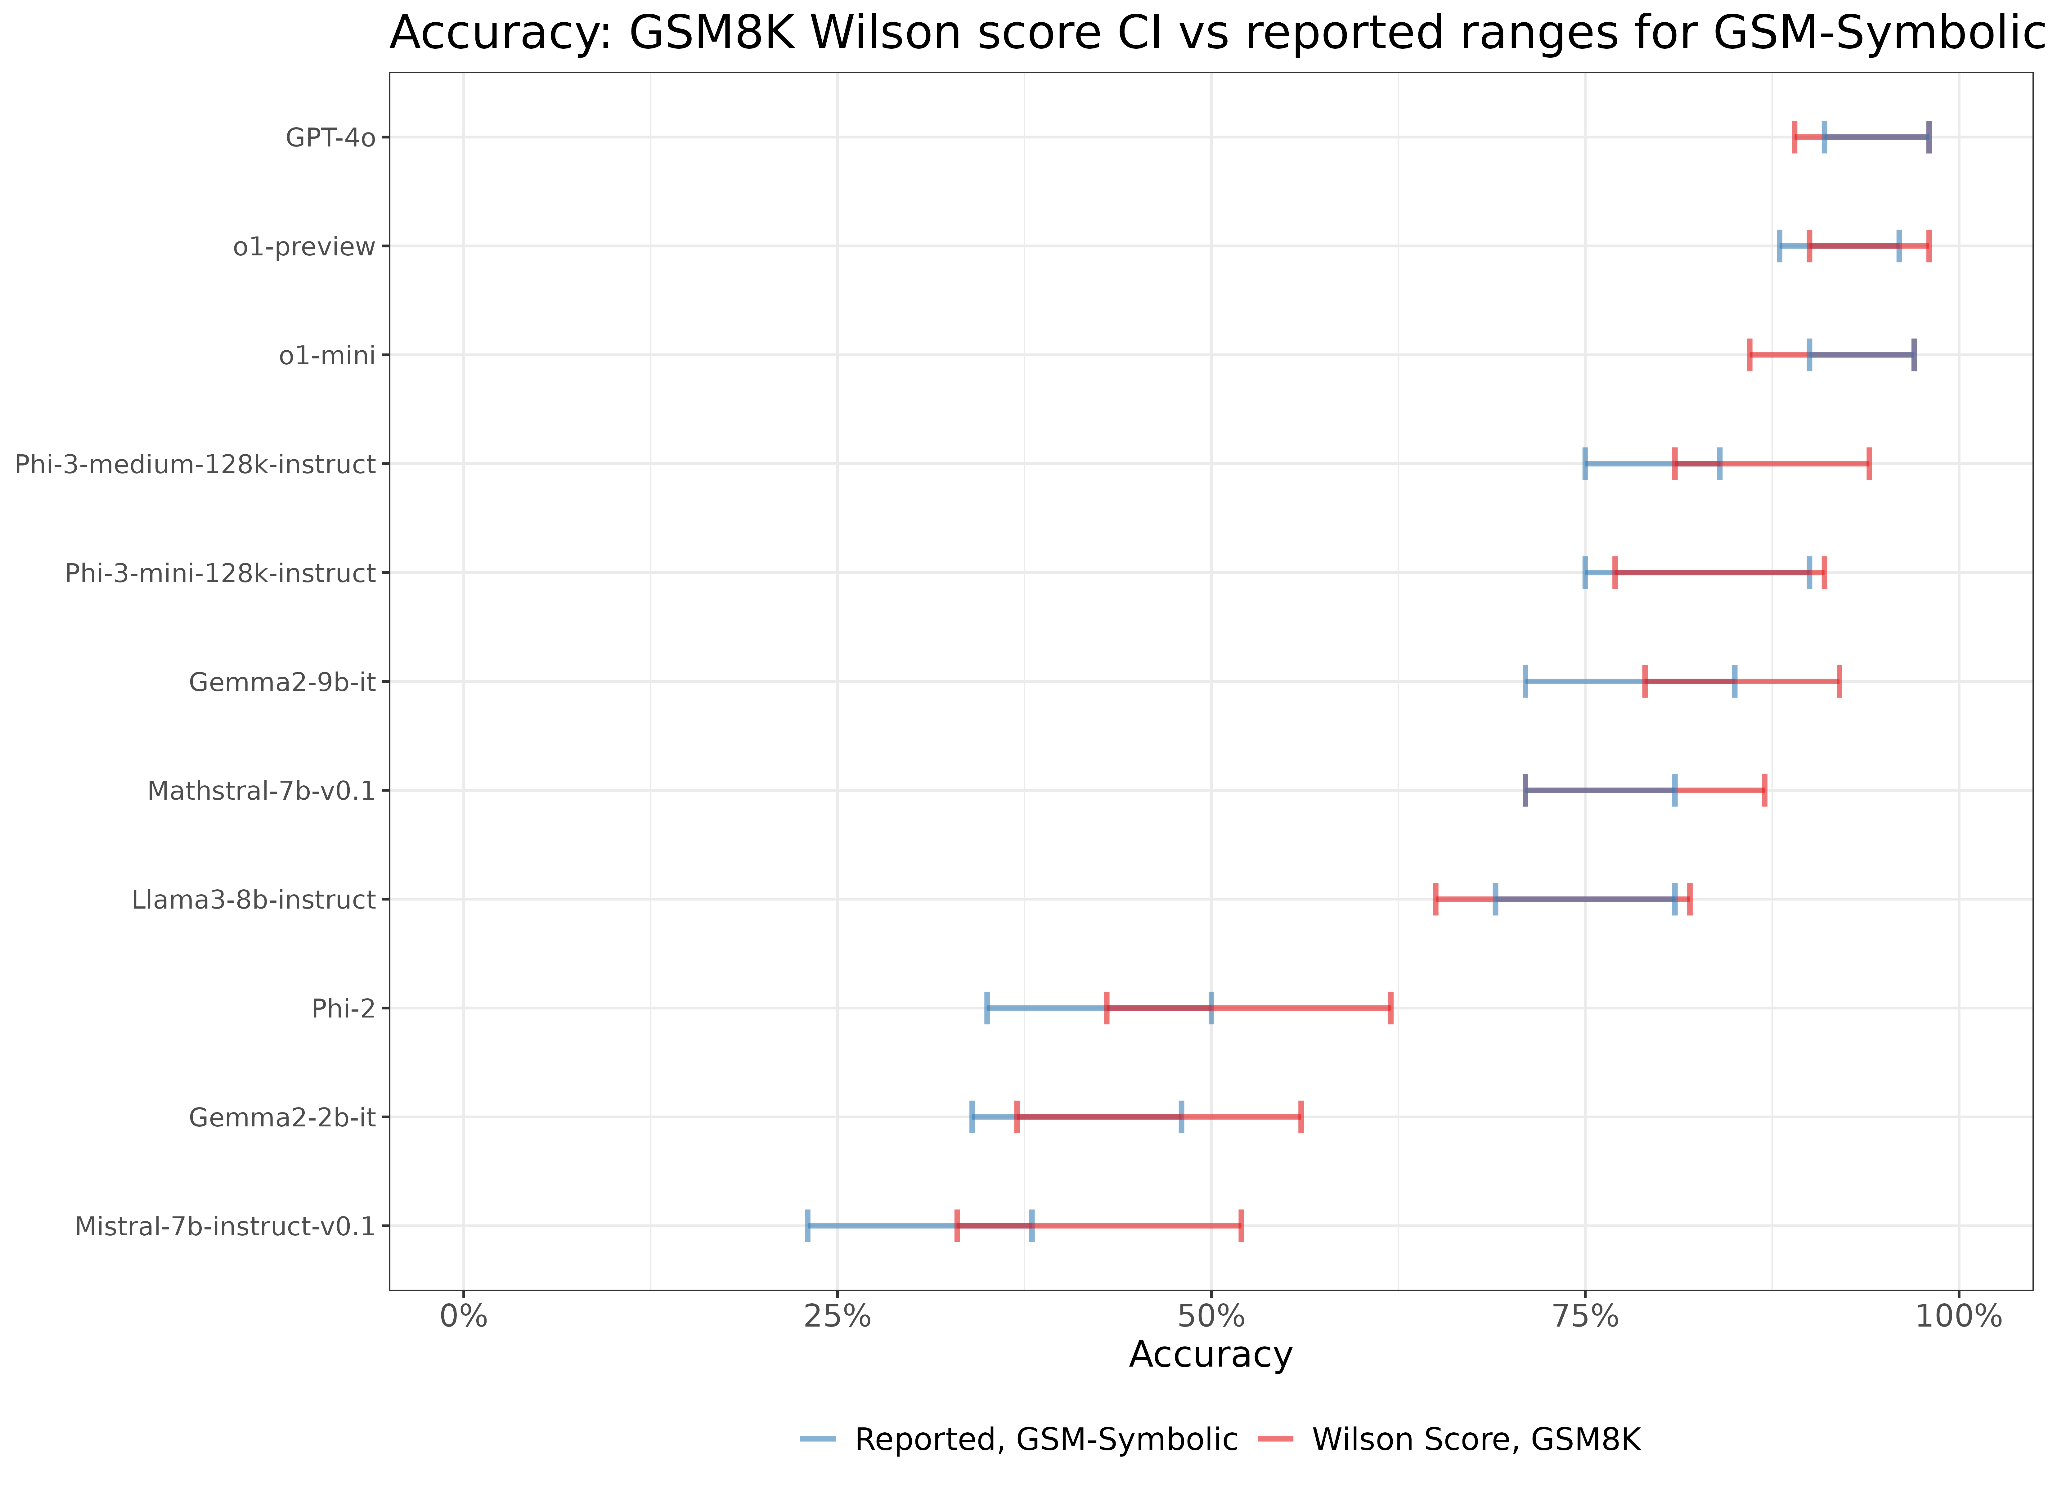 Accuracy: GSM8K Wilson score CI vs reported ranges for GSM-Symbolic
GPT-4o
o1-preview
o1-mini
Phi-3-medium-128k-instruct
Phi-3-mini-128k-instruct
Gemma2-9b-it
Mathstral-7b-v0.1
Llama3-8b-instruct
Phi-2
Gemma2-2b-it
Mistral-7b-instruct-v0.1
0% 25% 50% 75% 100%
Accuracy
Reported, GSM-Symbolic Wilson Score, GSM8K